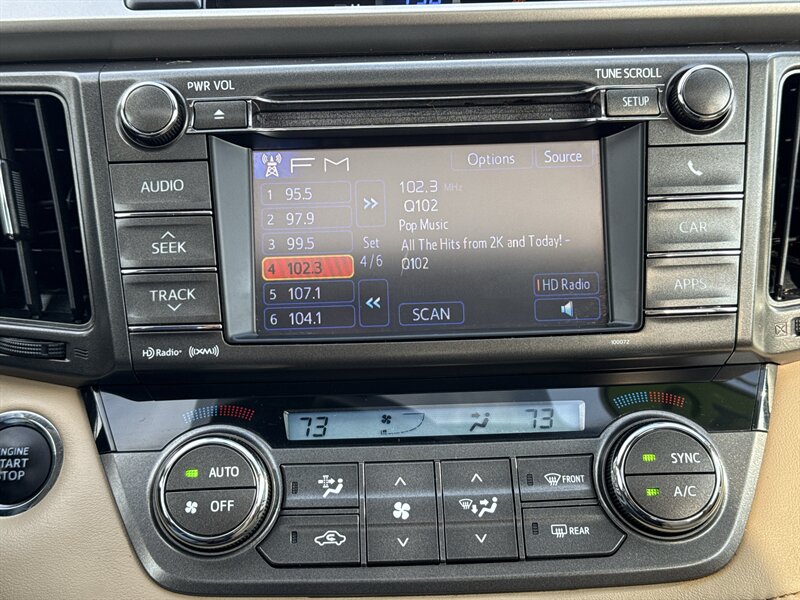 PWR VOL
TUNE SCROLL
SETUP
FM
Options
Source
AUDIO
SEEK
TRACK
1 95.5
2 97.9
3 99.5
4 102.3
5 107.1
6 104.1
Set
4/6
102.3 MHz
Q102
Pop Music
All The Hits from 2K and Today! -
Q102
HD Radio
SCAN
CAR
APPS
HD Radio
((XM))
100072
73
73
ENGINE
START
STOP
AUTO
OFF
FRONT
REAR
SYNC
A/C